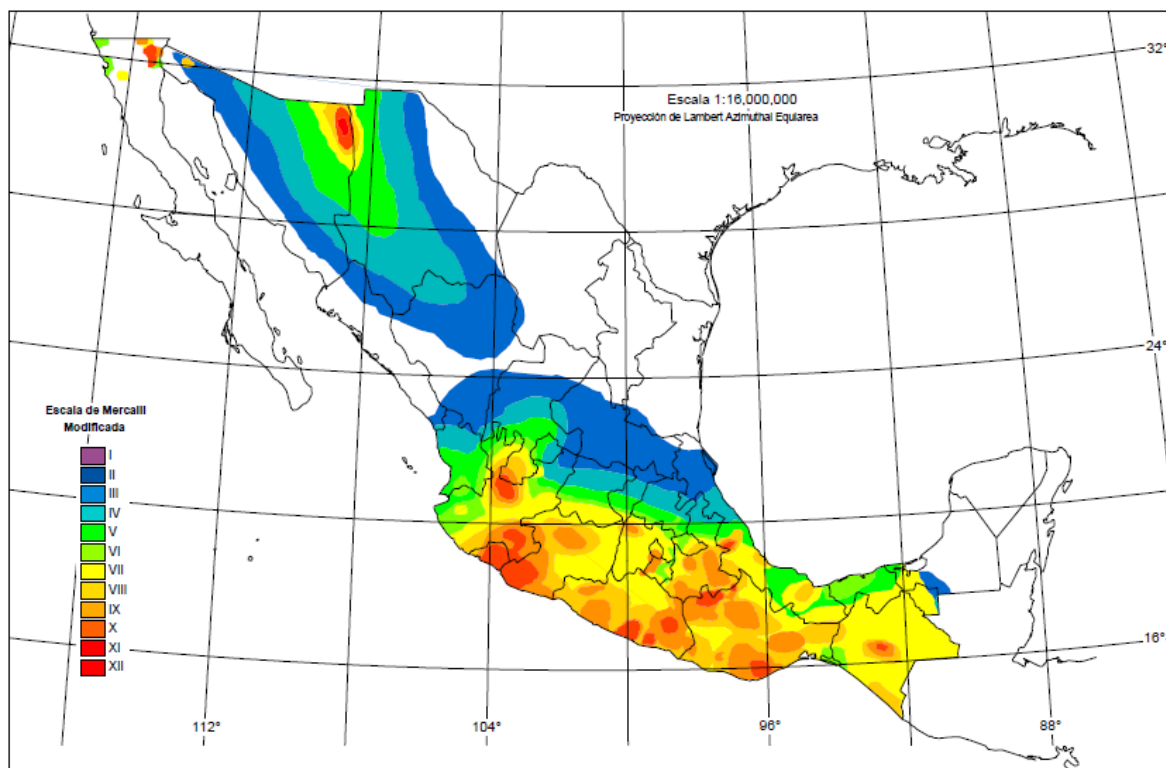 32°
Escala 1:16,000,000
Proyección de Lambert Azimuthal Equiarea
24°
Escala de Mercalli
Modificada
I
II
III
IV
V
VI
VII
VIII
IX
X
XI
XII
16°
112°
104°
96°
88°